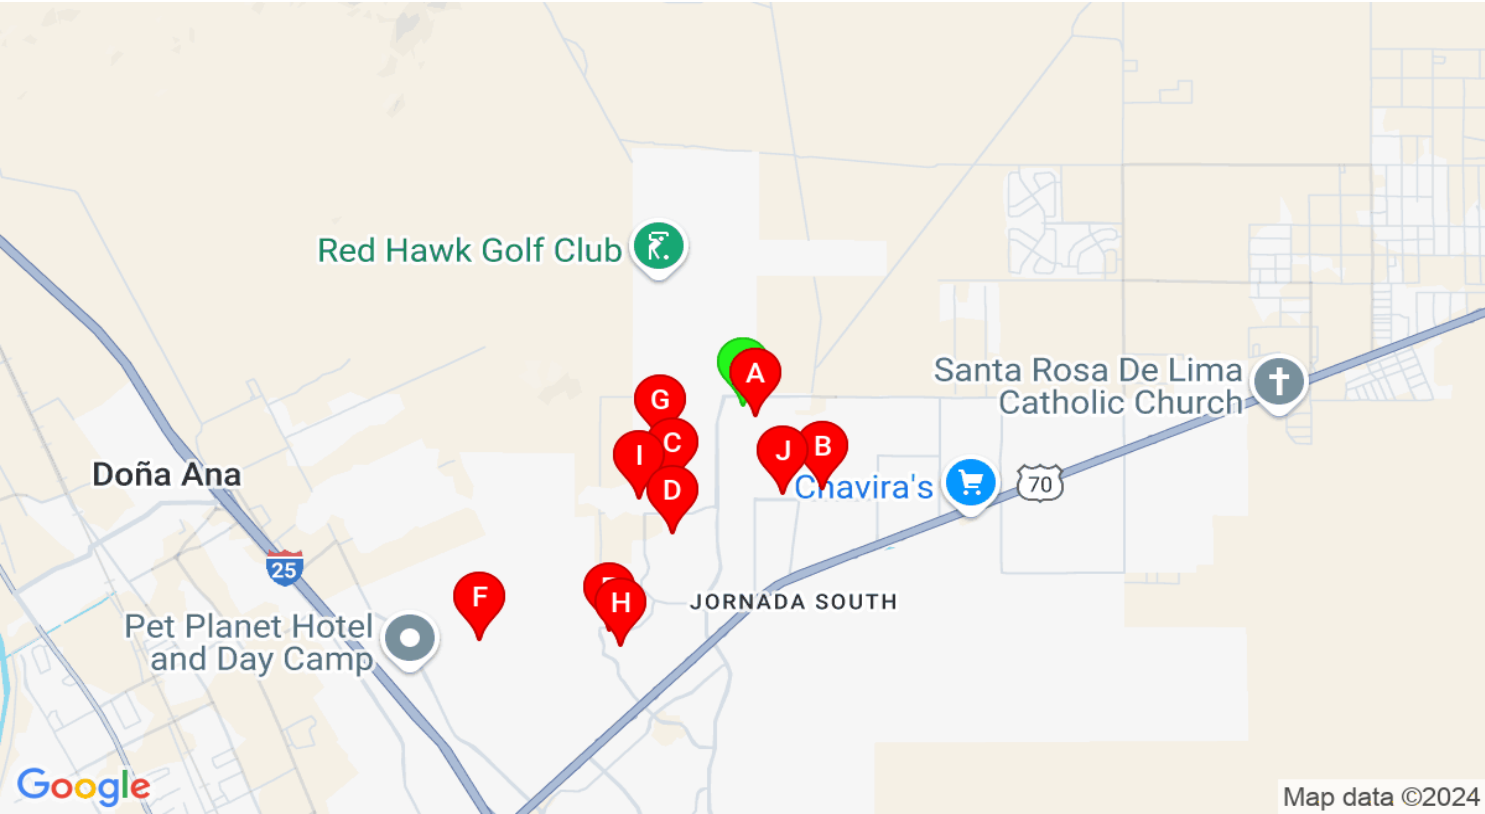 Red Hawk Golf Club
A
Santa Rosa De Lima
Catholic Church
G
C
B
I
J
Doña Ana
D
Chavira's
70
25
F
H
JORNADA SOUTH
Pet Planet Hotel
and Day Camp
Google
Map data ©2024